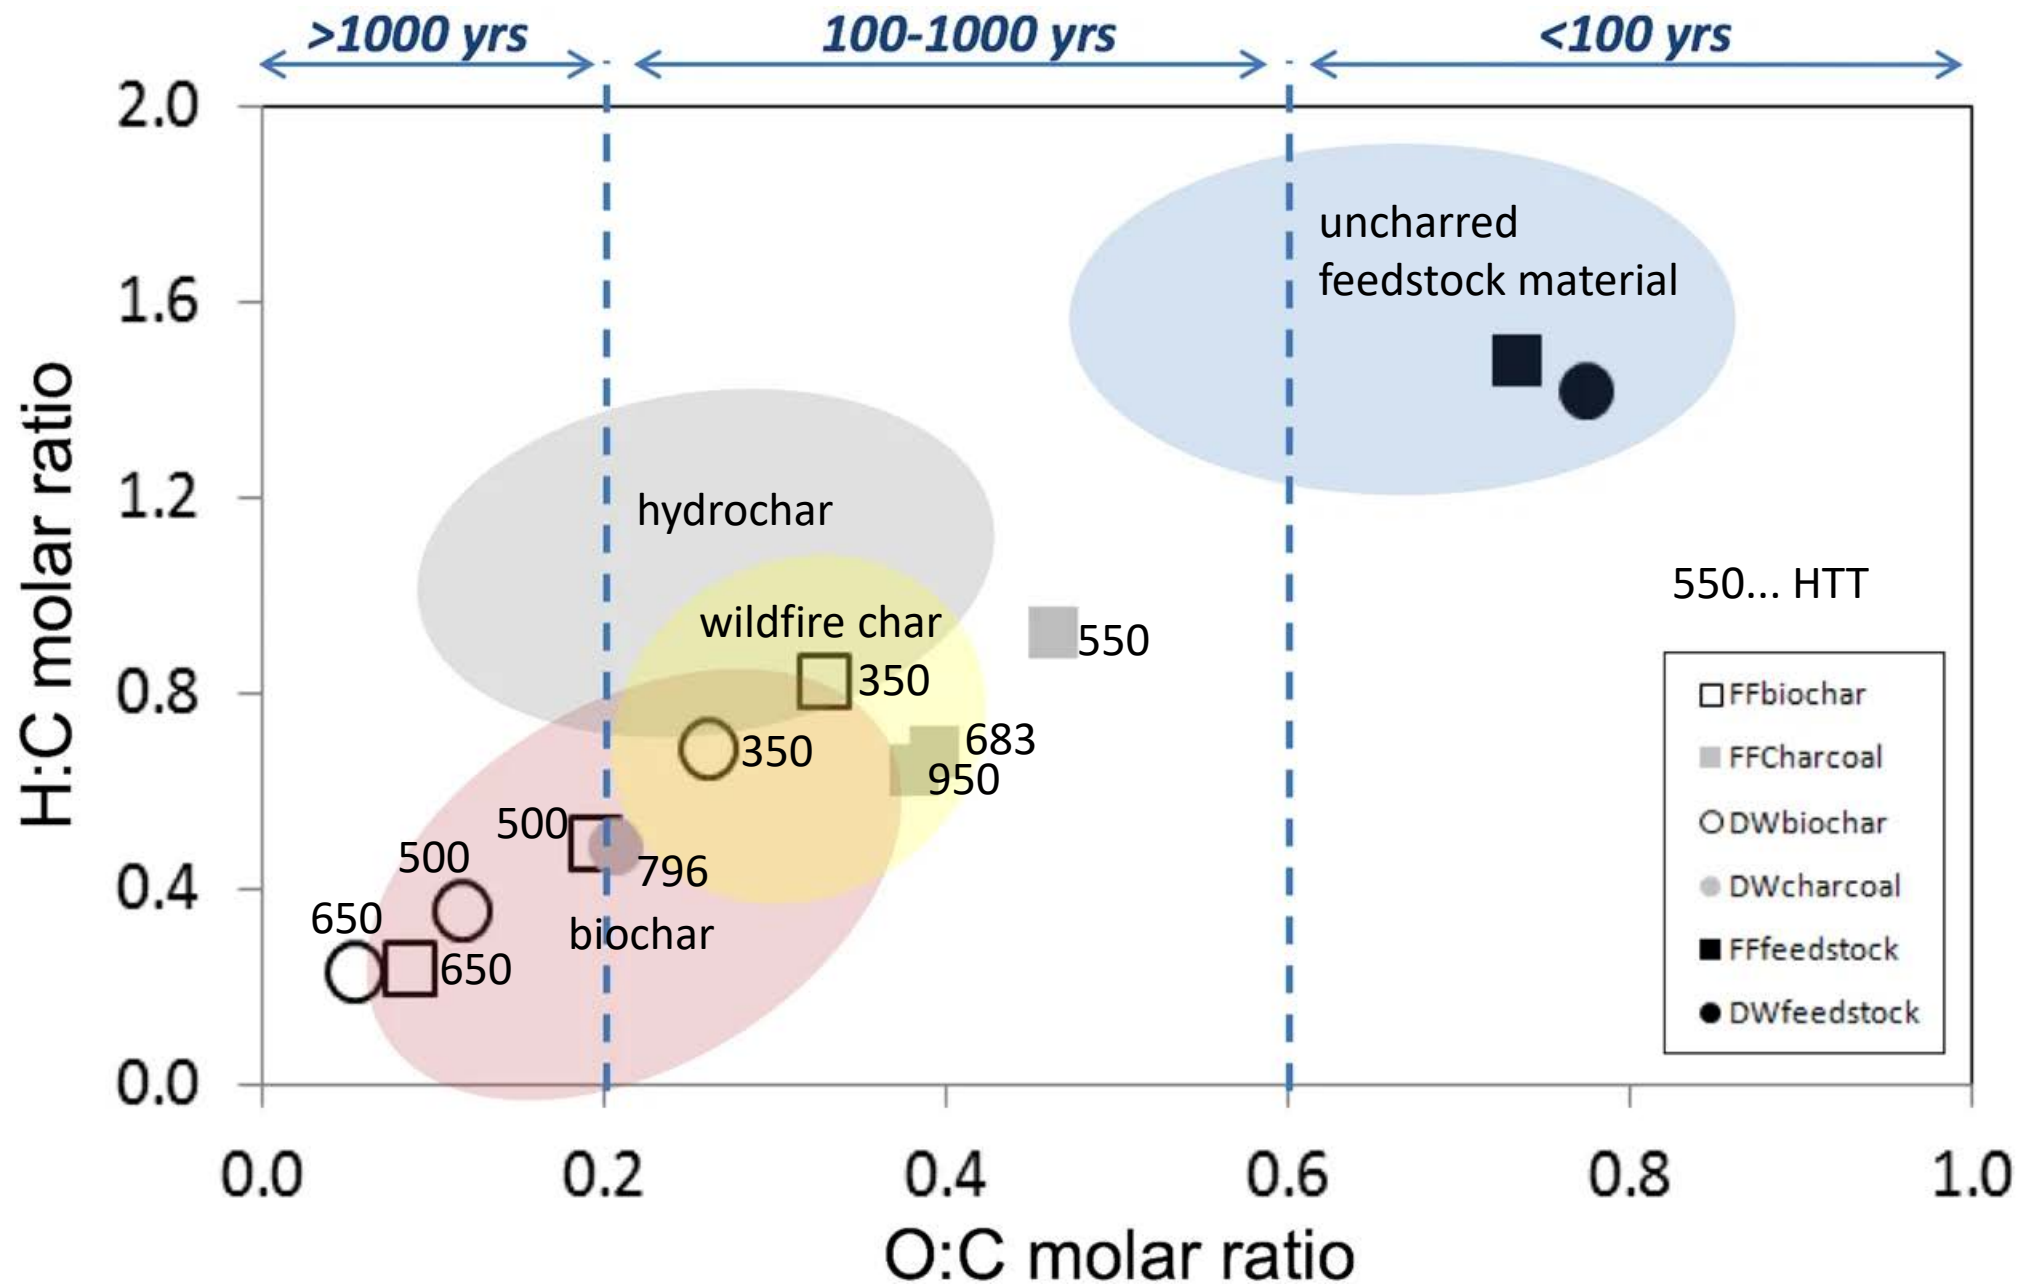 >1000 yrs
100-1000 yrs
<100 yrs
2.0
1.6
1.2
0.8
0.4
0.0
H:C molar ratio
uncharred
feedstock material
hydrochar
wildfire char
550
350
350
683
950
500
796
500
biochar
650
650
550... HTT
FFbiochar
FFCharcoal
DWbiochar
DWcharcoal
FFfeedstock
DWfeedstock
0.0
0.2
0.4
0.6
0.8
1.0
O:C molar ratio